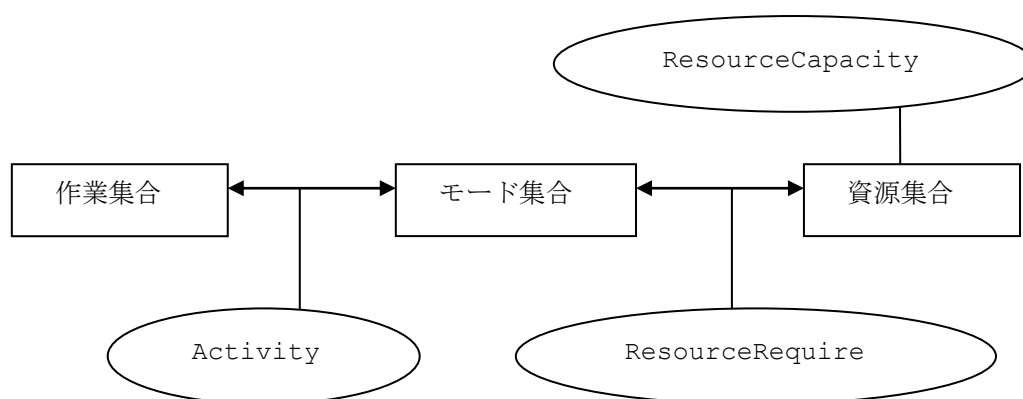 ResourceCapacity
作業集合
モード集合
資源集合
Activity
ResourceRequire